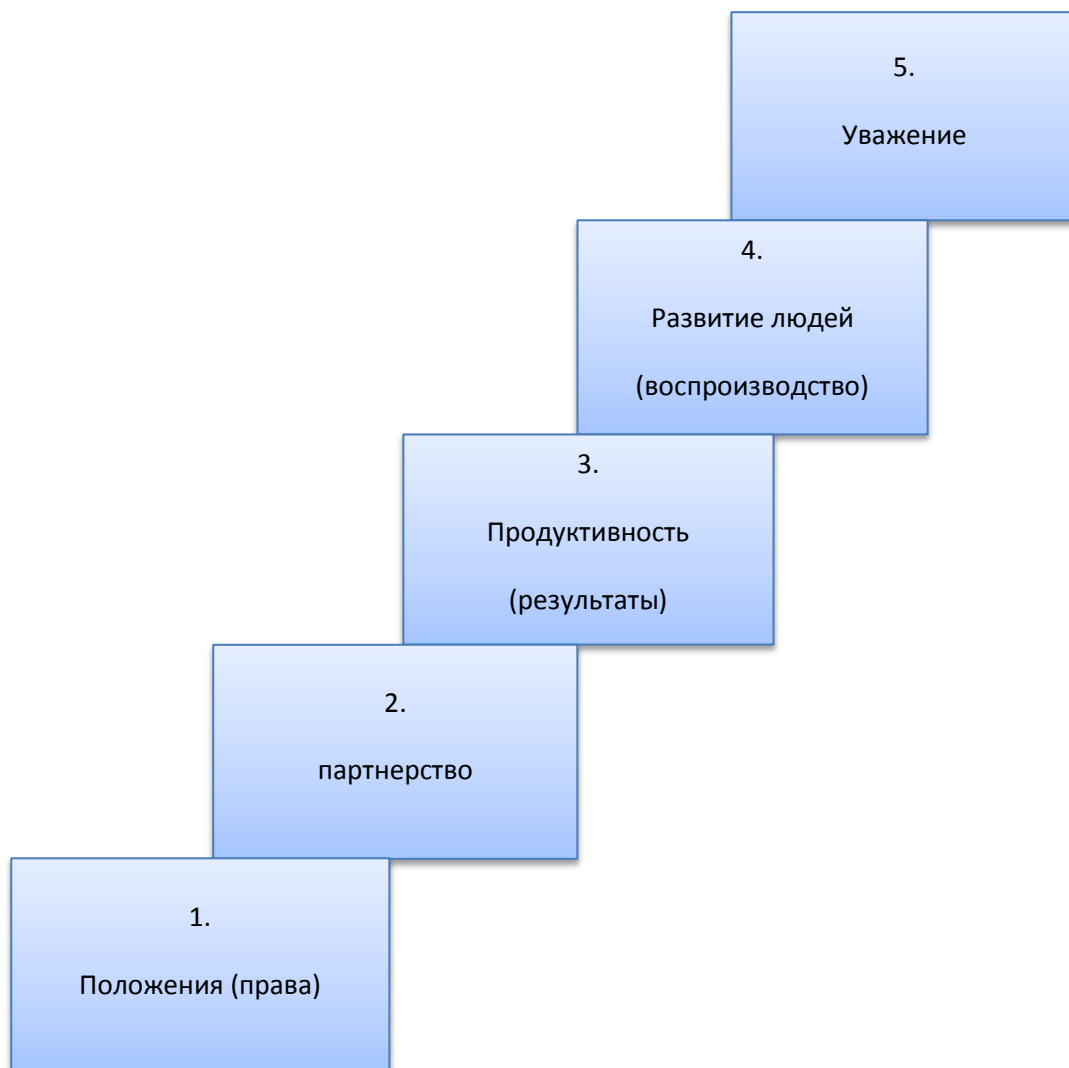 5.
Уважение
4.
Развитие людей
(воспроизводство)
3.
Продуктивность
(результаты)
2.
партнерство
1.
Положения (права)